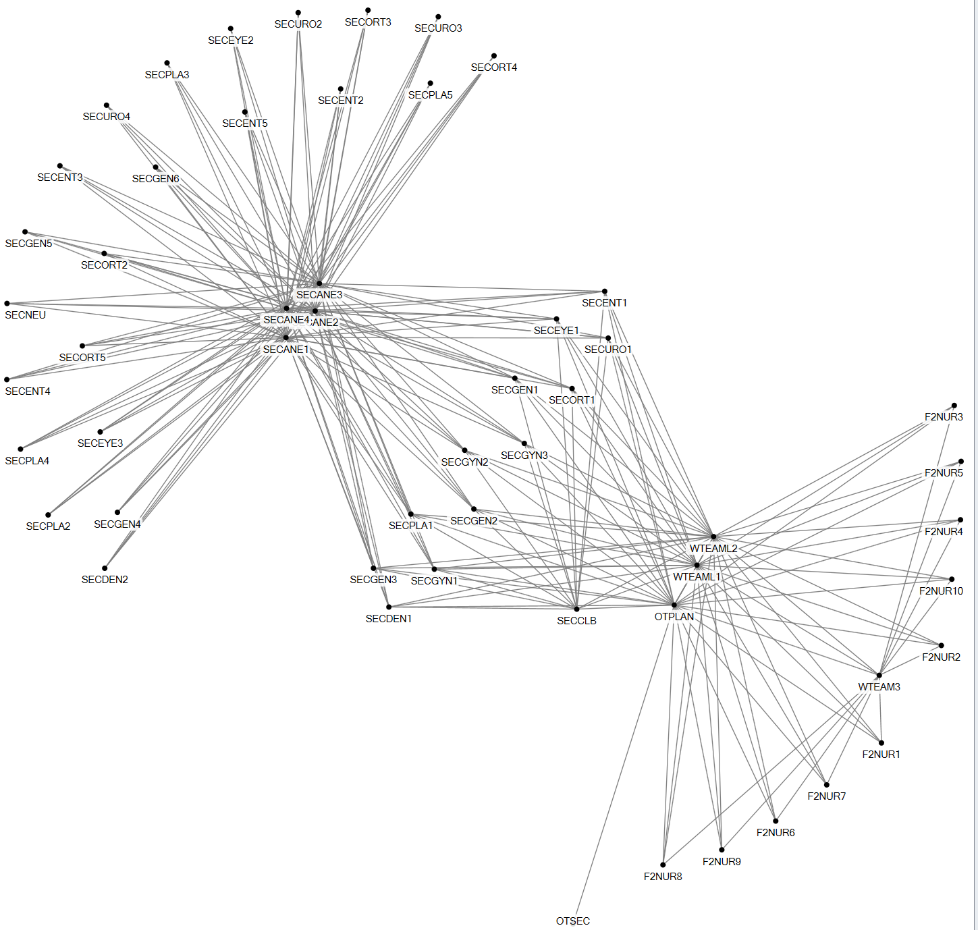 SECURO2
SECORT3
SECURO3
SECEYE2
SECORT4
SECPLA3
SECENT2
SECPLA5
SECURO4
SECENT5
SECENT3
SECGEN6
SECGEN5
SECORT2
SECANE3
SECENT1
SECNEU
SECANE4
ANE2
SECEYE1
SECANE1
SECURO1
SECORT5
SECENT4
SECGEN1
SECORT1
F2NUR3
SECEYE3
SECGYN3
SECPLA4
SECGYN2
F2NUR5
SECPLA2
SECGEN4
SECPLA1
SECGEN2
F2NUR4
WTEAML2
SECDEN2
SECGEN3
SECGYN1
WTEAML1
F2NUR10
SECDEN1
SECCLB
OTPLAN
F2NUR2
WTEAM3
F2NUR1
F2NUR7
F2NUR6
F2NUR9
F2NUR8
OTSEC